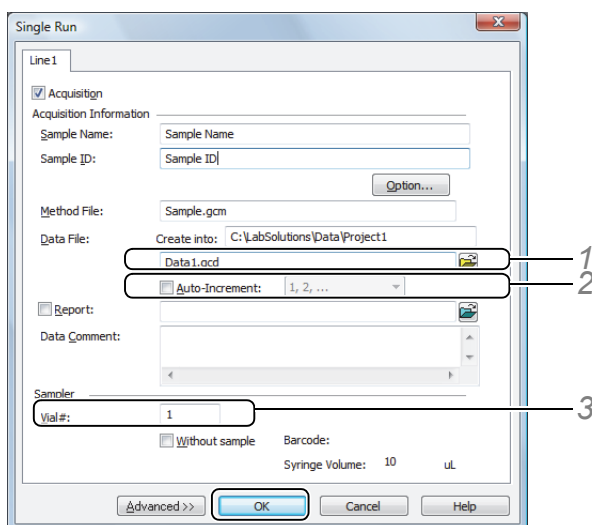 Single Run
Line1
Acquisition
Acquisition Information
Sample Name: Sample Name
Sample ID: Sample ID
Option...
Method File: Sample.gcm
Data File: Create into: C:\LabSolutions\Data\Project1
Data1.gcd 1
Auto-Increment: 1, 2, ... 2
Report:
Data Comment:
Sampler
Vial#: 1 3
Without sample Barcode:
Syringe Volume: 10 uL
Advanced >> OK Cancel Help